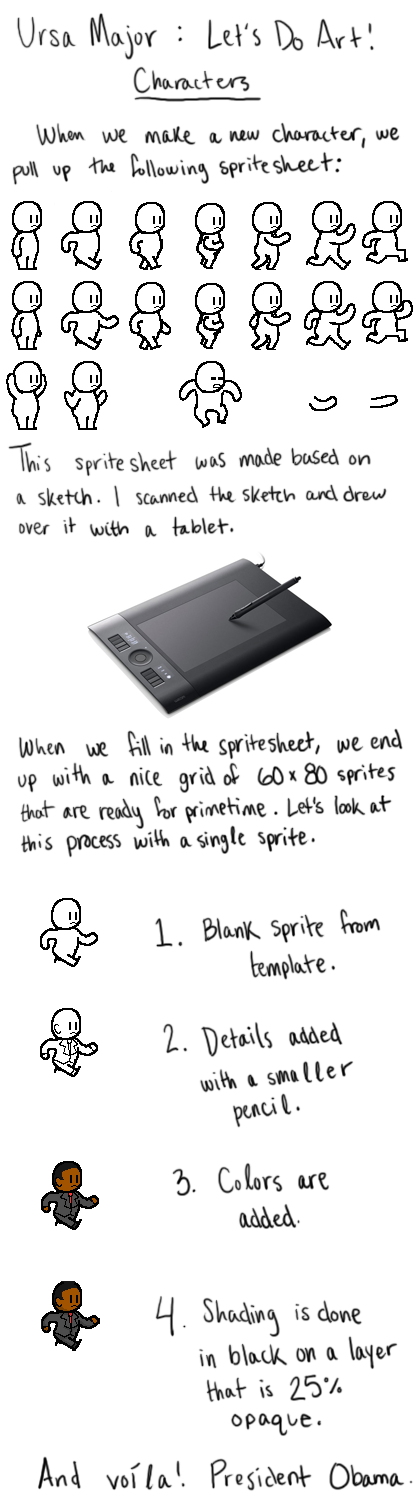 Ursa Major : Let's Do Art!
Characters
When we make a new character, we
pull up the following spritesheet:
This spritesheet was made based on
a sketch. I scanned the sketch and drew
over it with a tablet.
When we fill in the spritesheet, we end
up with a nice grid of 60 x 80 sprites
that are ready for primetime. Let's look at
this process with a single sprite.
1. Blank sprite from
template.
2. Details added
with a smaller
pencil.
3. Colors are
added.
4. Shading is done
in black on a layer
that is 25%
opaque.
And voíla! President Obama.